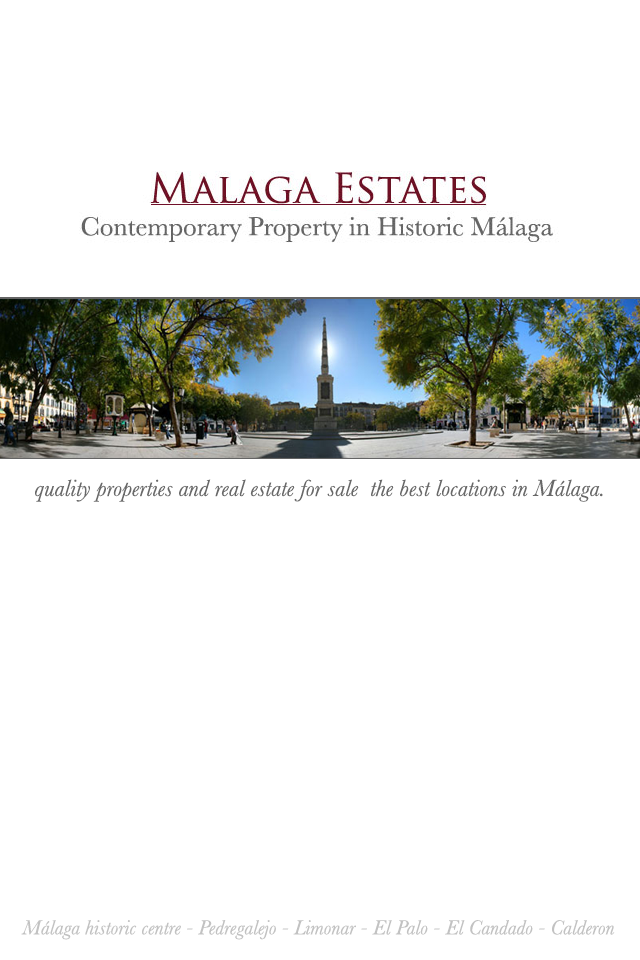 MALAGA ESTATES
Contemporary Property in Historic Málaga
quality properties and real estate for sale  the best locations in Málaga.
Málaga historic centre - Pedregalejo - Limonar - El Palo - El Candado - Calderon